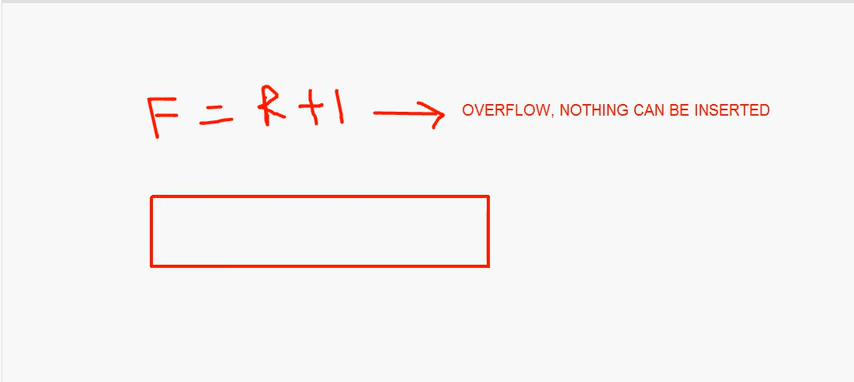 F = R + 1 → OVERFLOW, NOTHING CAN BE INSERTED